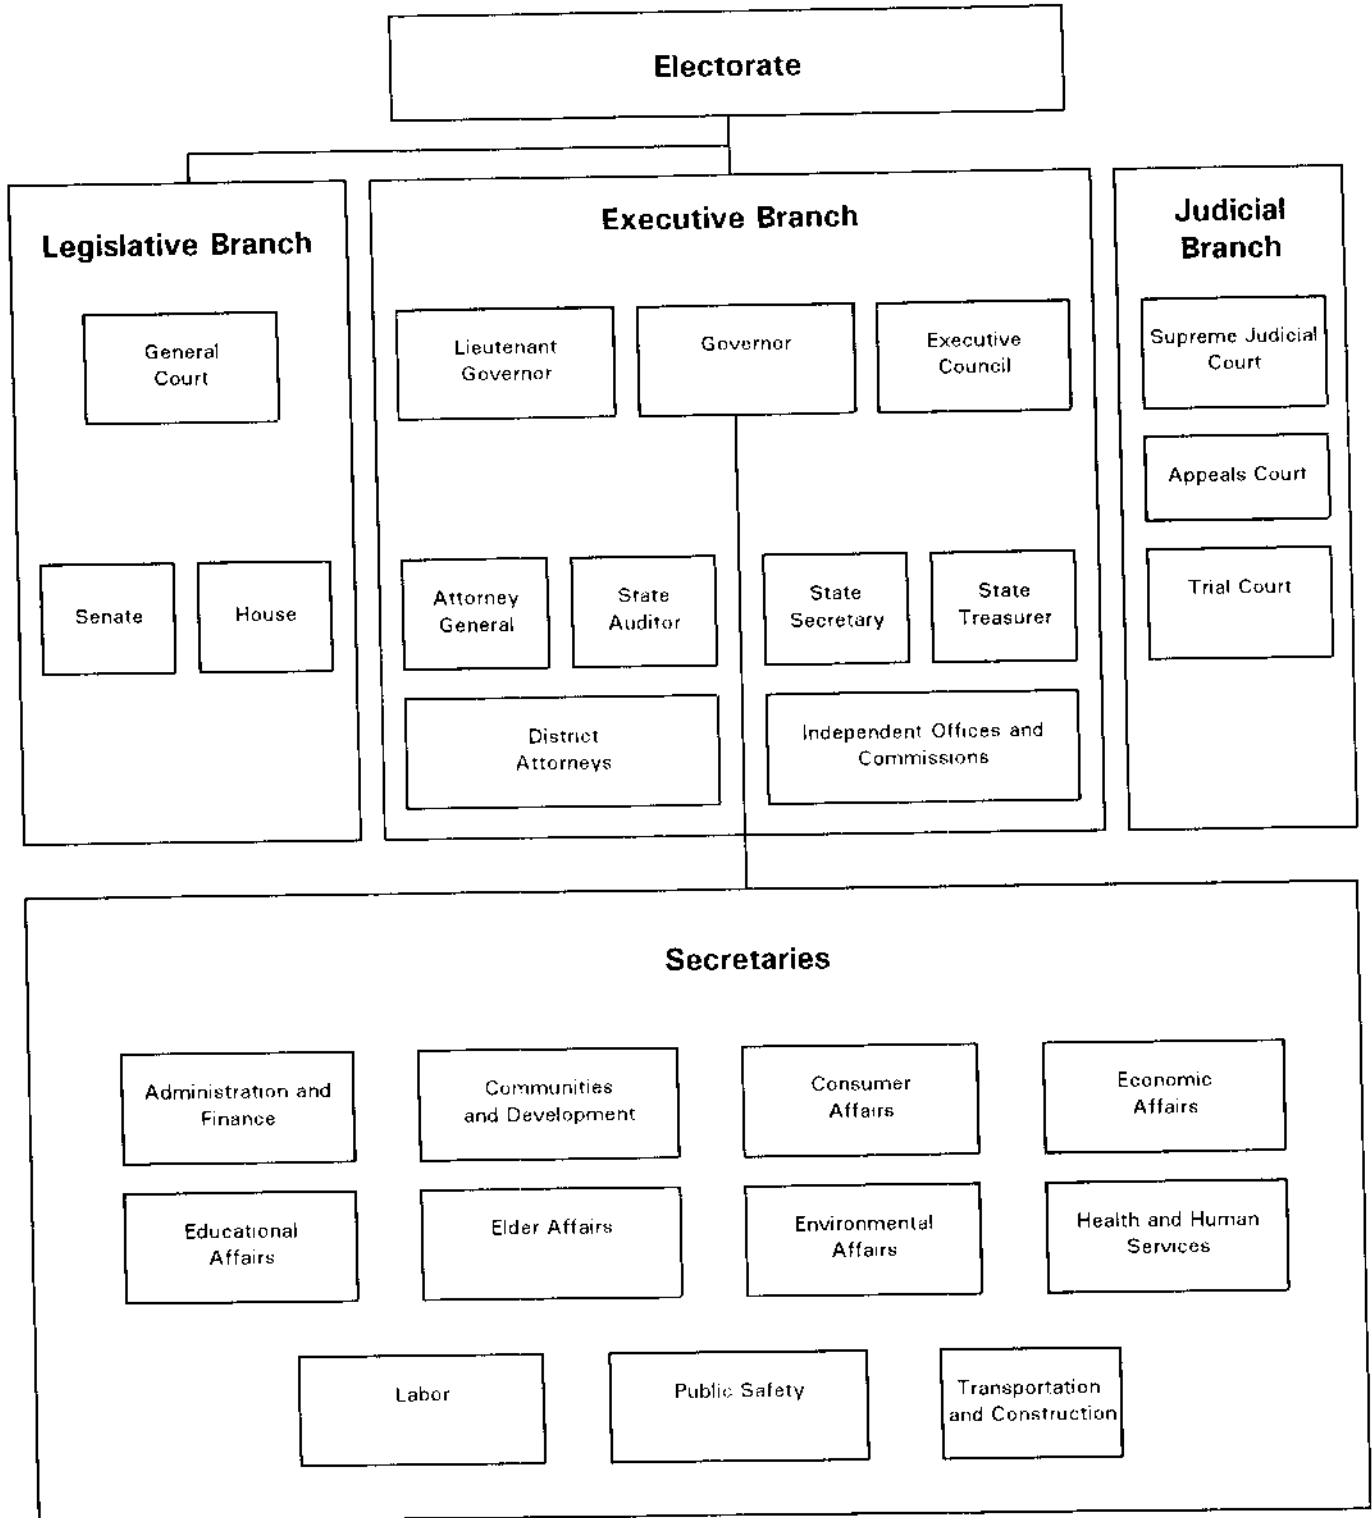 Electorate
Legislative Branch
General
Court
Senate
House
Executive Branch
Lieutenant
Governor
Governor
Executive
Council
Attorney
General
State
Auditor
State
Secretary
State
Treasurer
District
Attorneys
Independent Offices and
Commissions
Judicial
Branch
Supreme Judicial
Court
Appeals Court
Trial Court
Secretaries
Administration and
Finance
Communities
and Development
Consumer
Affairs
Economic
Affairs
Educational
Affairs
Elder Affairs
Environmental
Affairs
Health and Human
Services
Labor
Public Safety
Transportation
and Construction